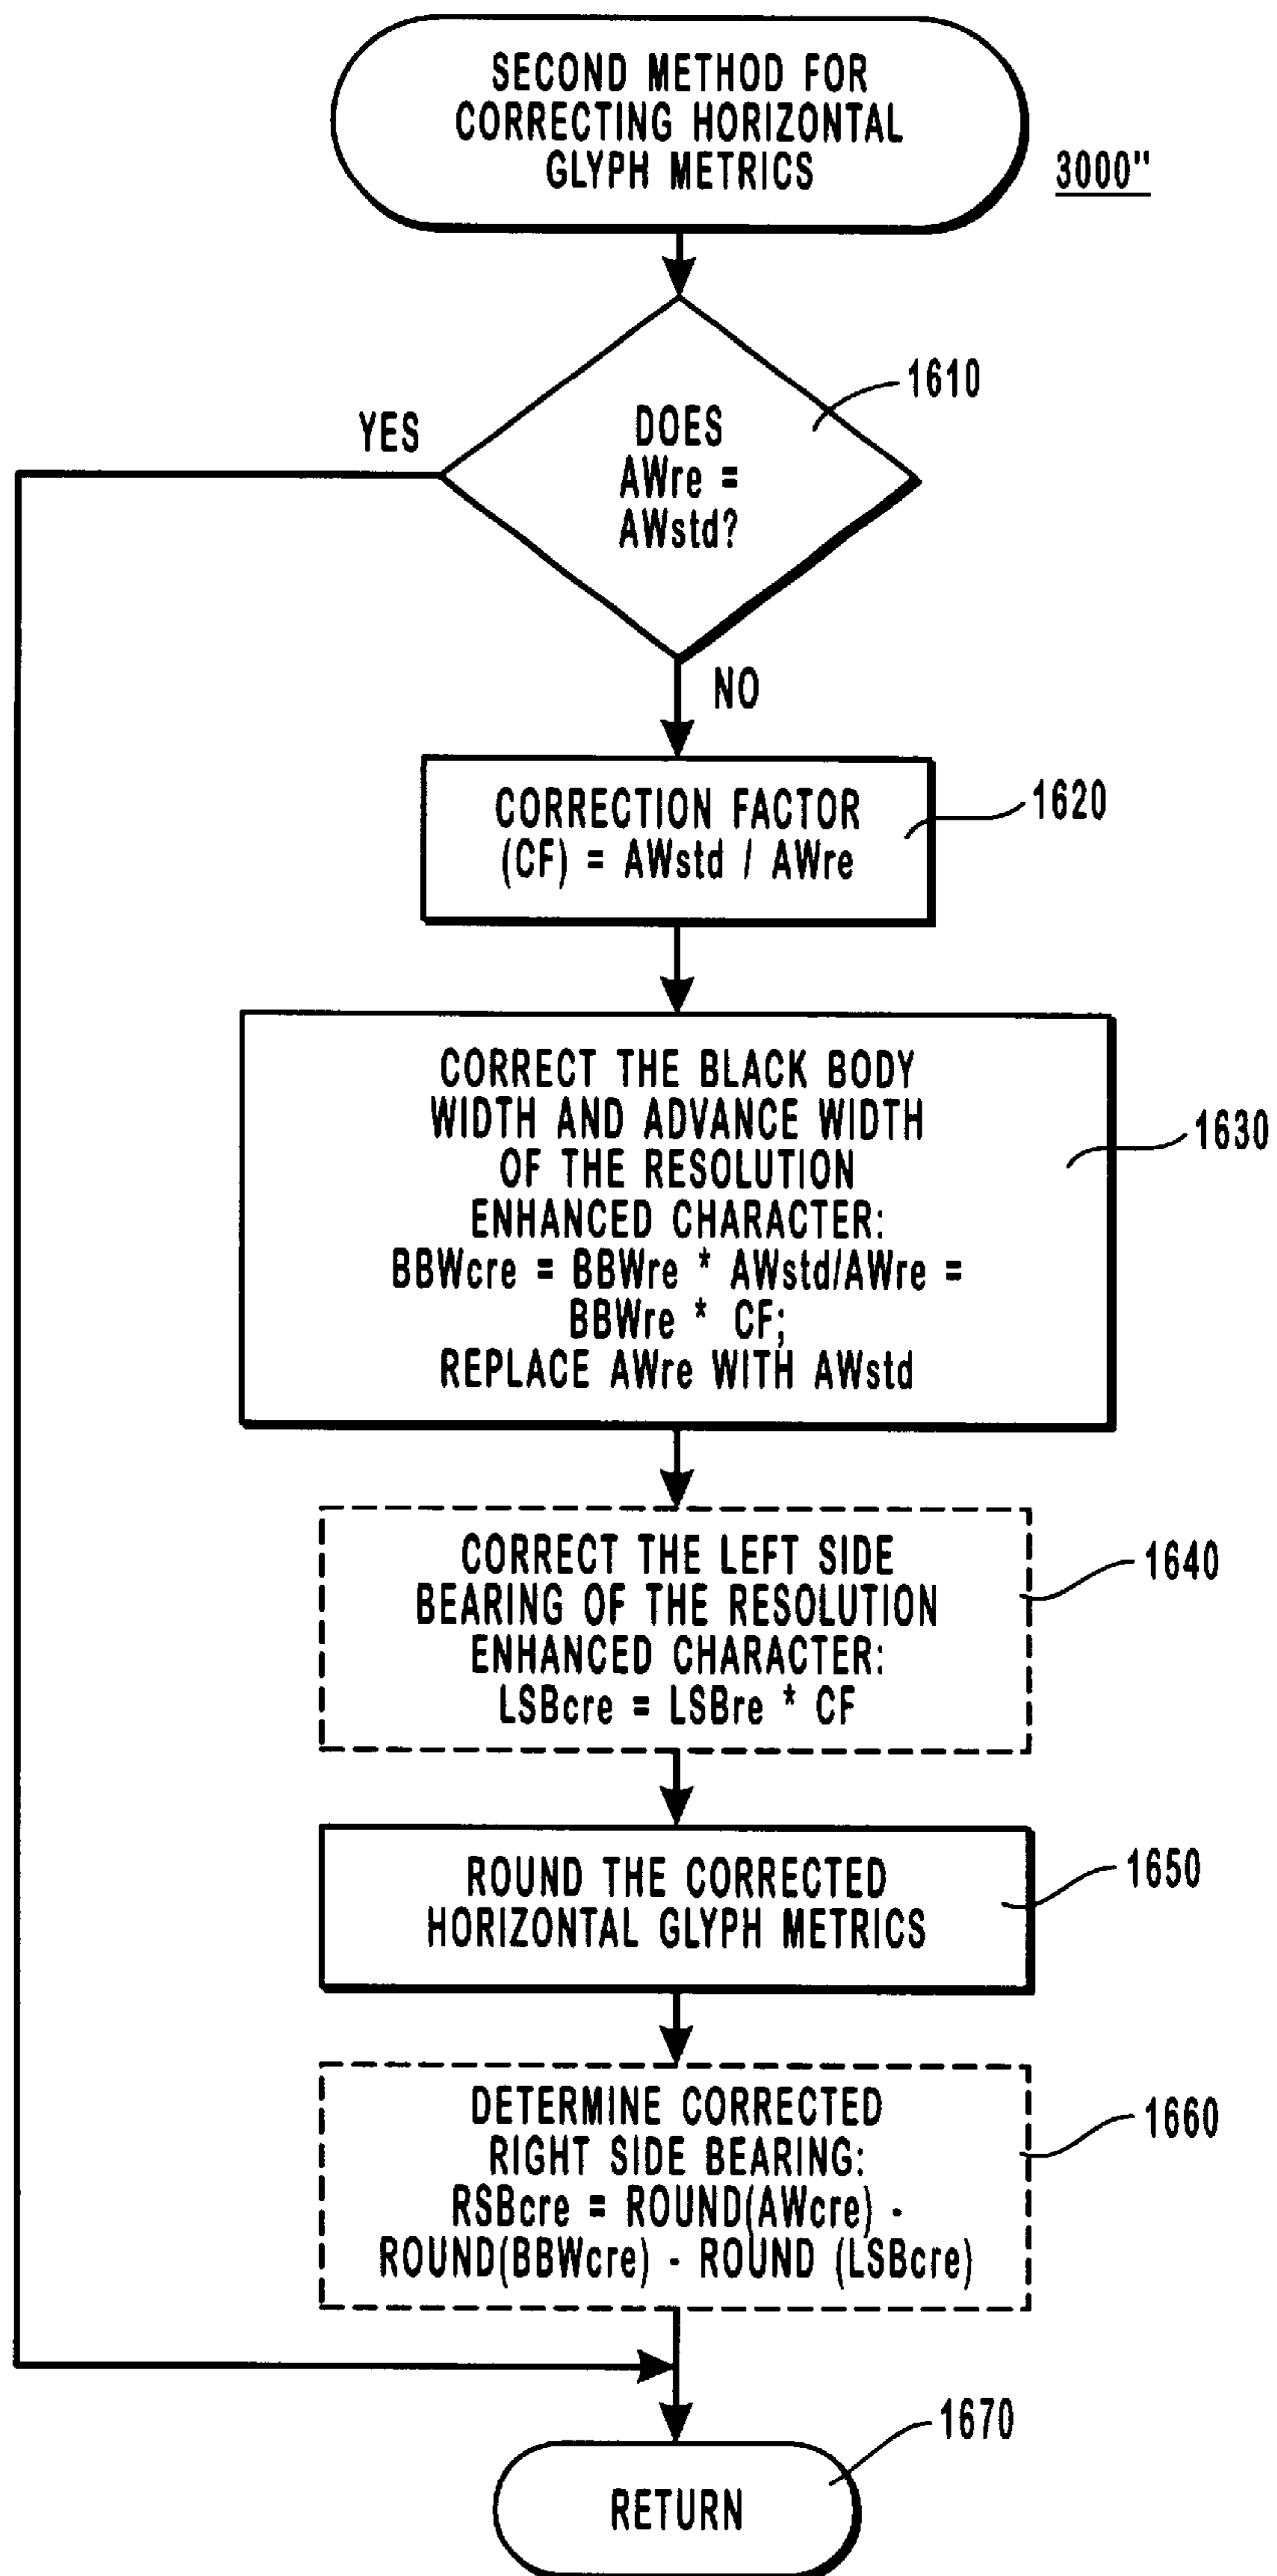 SECOND METHOD FOR
CORRECTING HORIZONTAL
GLYPH METRICS
3000"
1610
YES
DOES
AWre =
AWstd?
NO
CORRECTION FACTOR
(CF) = AWstd / AWre
1620
CORRECT THE BLACK BODY
WIDTH AND ADVANCE WIDTH
OF THE RESOLUTION
ENHANCED CHARACTER:
BBWcre = BBWre * AWstd/AWre =
BBWre * CF;
REPLACE AWre WITH AWstd
1630
CORRECT THE LEFT SIDE
BEARING OF THE RESOLUTION
ENHANCED CHARACTER:
LSBcre = LSBre * CF
1640
ROUND THE CORRECTED
HORIZONTAL GLYPH METRICS
1650
DETERMINE CORRECTED
RIGHT SIDE BEARING:
RSBcre = ROUND(AWcre) -
ROUND(BBWcre) - ROUND (LSBcre)
1660
1670
RETURN